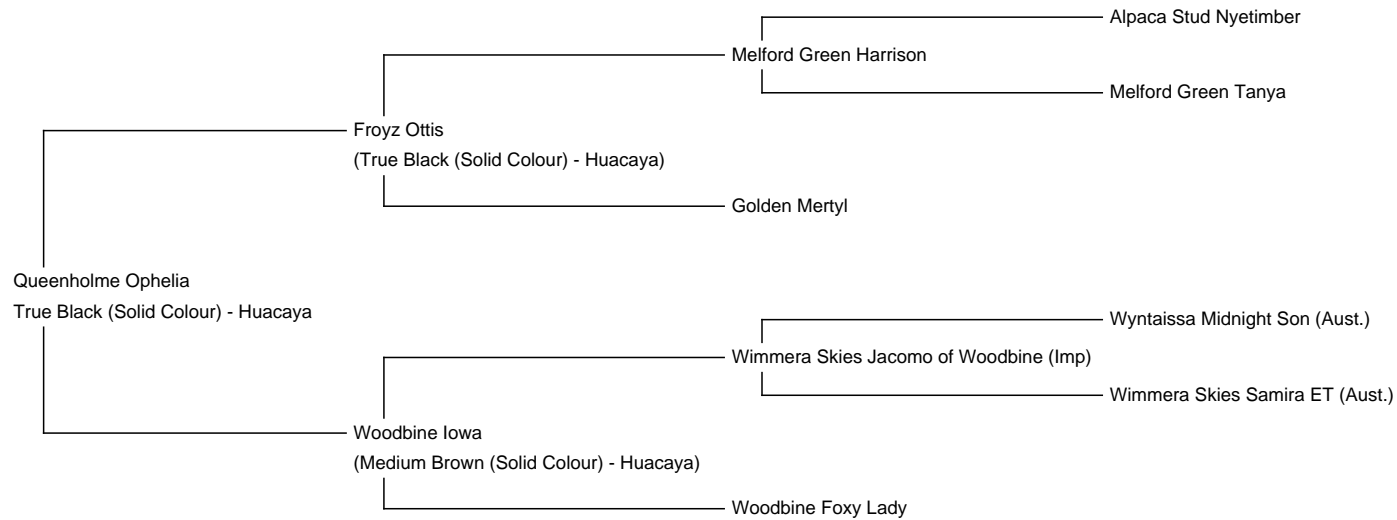 Alpaca Stud Nyetimber
Melford Green Harrison
Melford Green Tanya
Froyz Ottis
(True Black (Solid Colour) - Huacaya)
Golden Mertyl
Queenholme Ophelia
True Black (Solid Colour) - Huacaya
Wyntaissa Midnight Son (Aust.)
Wimmera Skies Jacomo of Woodbine (Imp)
Wimmera Skies Samira ET (Aust.)
Woodbine Iowa
(Medium Brown (Solid Colour) - Huacaya)
Woodbine Foxy Lady